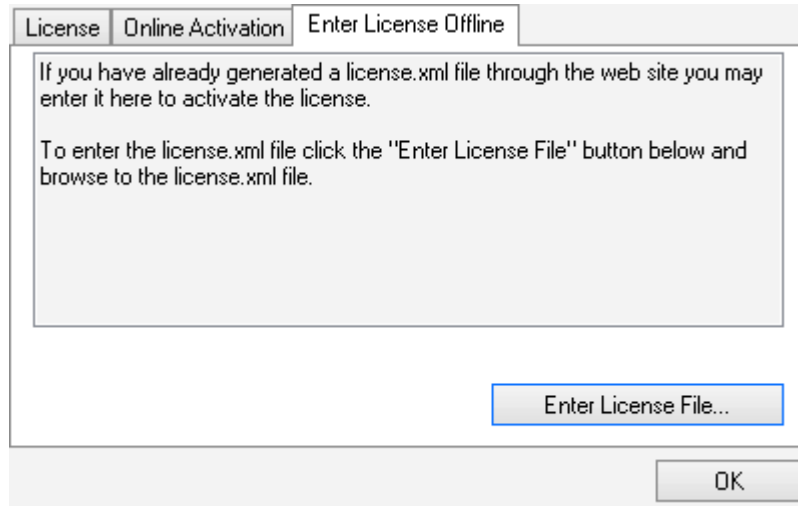 License Online Activation Enter License Offline
If you have already generated a license.xml file through the web site you may
enter it here to activate the license.
To enter the license.xml file click the "Enter License File" button below and
browse to the license.xml file.
Enter License File...
OK